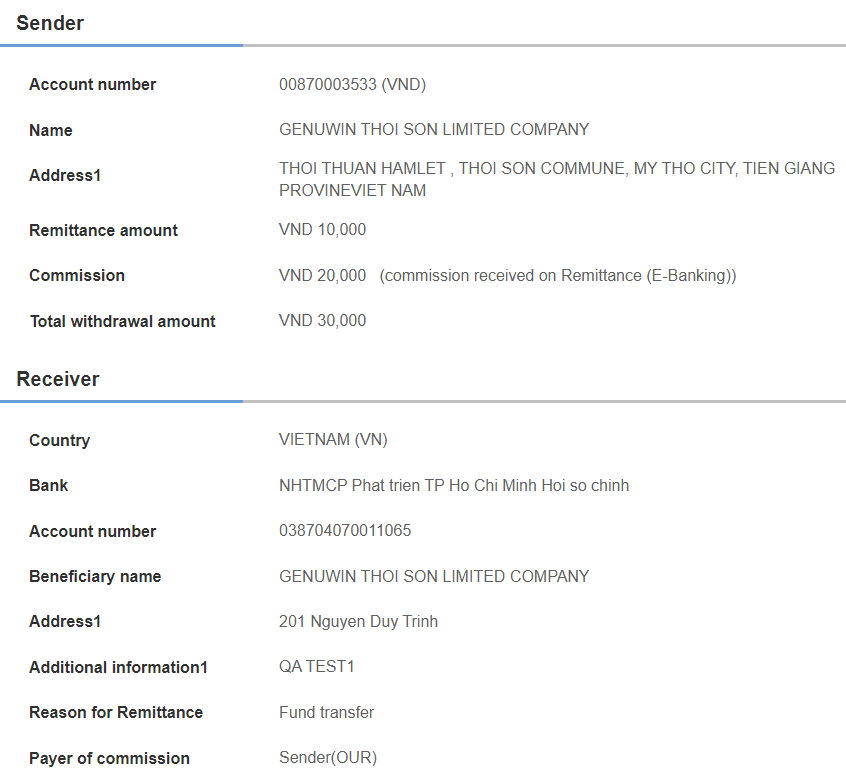 Sender
Account number 00870003533 (VND)
Name GENUWIN THOI SON LIMITED COMPANY
Address1 THOI THUAN HAMLET , THOI SON COMMUNE, MY THO CITY, TIEN GIANG
PROVINEVIET NAM
Remittance amount VND 10,000
Commission VND 20,000 (commission received on Remittance (E-Banking))
Total withdrawal amount VND 30,000
Receiver
Country VIETNAM (VN)
Bank NHTMCP Phat trien TP Ho Chi Minh Hoi so chinh
Account number 038704070011065
Beneficiary name GENUWIN THOI SON LIMITED COMPANY
Address1 201 Nguyen Duy Trinh
Additional information1 QA TEST1
Reason for Remittance Fund transfer
Payer of commission Sender(OUR)